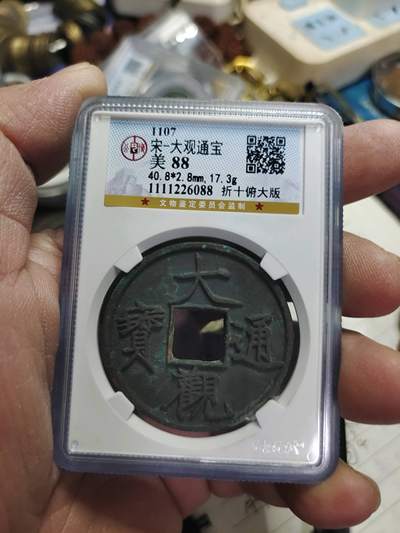 1107
宋-大观通宝
美 88
40.8*2.8mm,17.3g
1111226088 折十俯大版
★ 文物鉴定委员会监制 ★
大
寶 通
觀